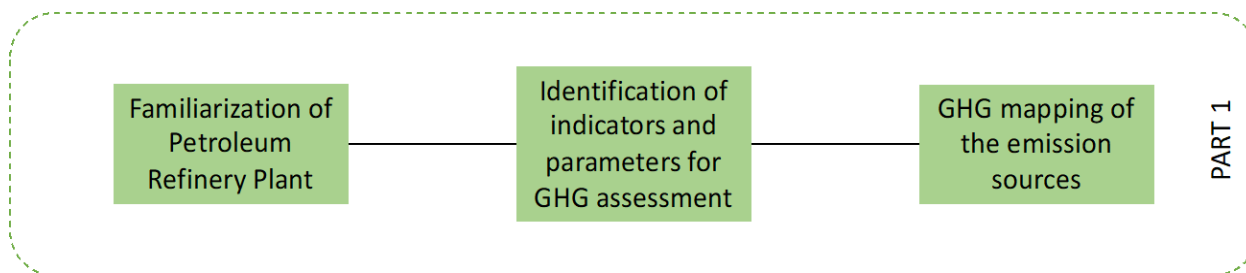 Familiarization of
Petroleum
Refinery Plant
Identification of
indicators and
parameters for
GHG assessment
GHG mapping of
the emission
sources
PART 1